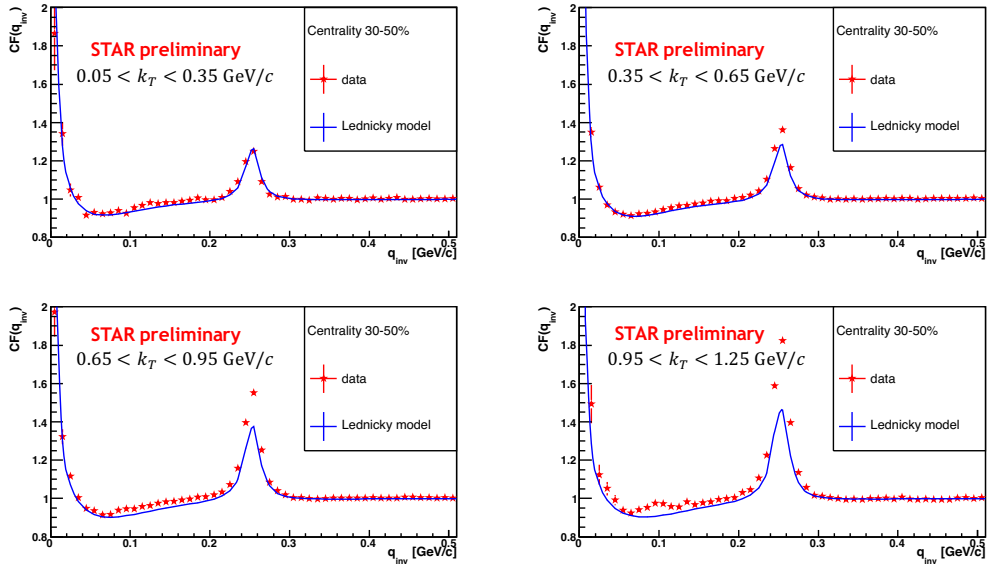 CF(q_inv)
2
1.8
1.6
1.4
1.2
1
0.8
STAR preliminary
0.05 < k_T < 0.35 GeV/c
Centrality 30-50%
data
Lednicky model
0
0.1
0.2
0.3
0.4
0.5
q_inv [GeV/c]
CF(q_inv)
2
1.8
1.6
1.4
1.2
1
0.8
STAR preliminary
0.35 < k_T < 0.65 GeV/c
Centrality 30-50%
data
Lednicky model
0
0.1
0.2
0.3
0.4
0.5
q_inv [GeV/c]
CF(q_inv)
2
1.8
1.6
1.4
1.2
1
0.8
STAR preliminary
0.65 < k_T < 0.95 GeV/c
Centrality 30-50%
data
Lednicky model
0
0.1
0.2
0.3
0.4
0.5
q_inv [GeV/c]
CF(q_inv)
2
1.8
1.6
1.4
1.2
1
0.8
STAR preliminary
0.95 < k_T < 1.25 GeV/c
Centrality 30-50%
data
Lednicky model
0
0.1
0.2
0.3
0.4
0.5
q_inv [GeV/c]